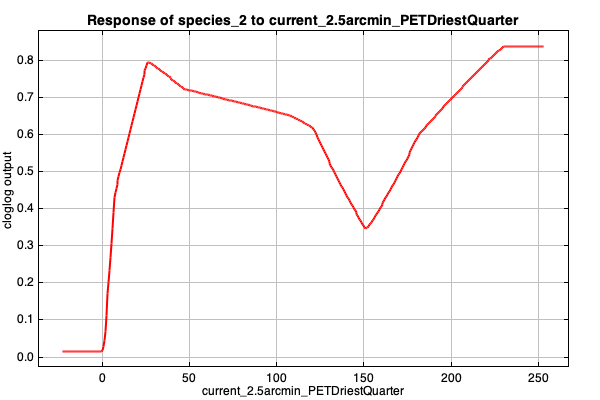 Response of species_2 to current_2.5arcmin_PETDriestQuarter
cloglog output
0.8
0.7
0.6
0.5
0.4
0.3
0.2
0.1
0.0
0 50 100 150 200 250
current_2.5arcmin_PETDriestQuarter